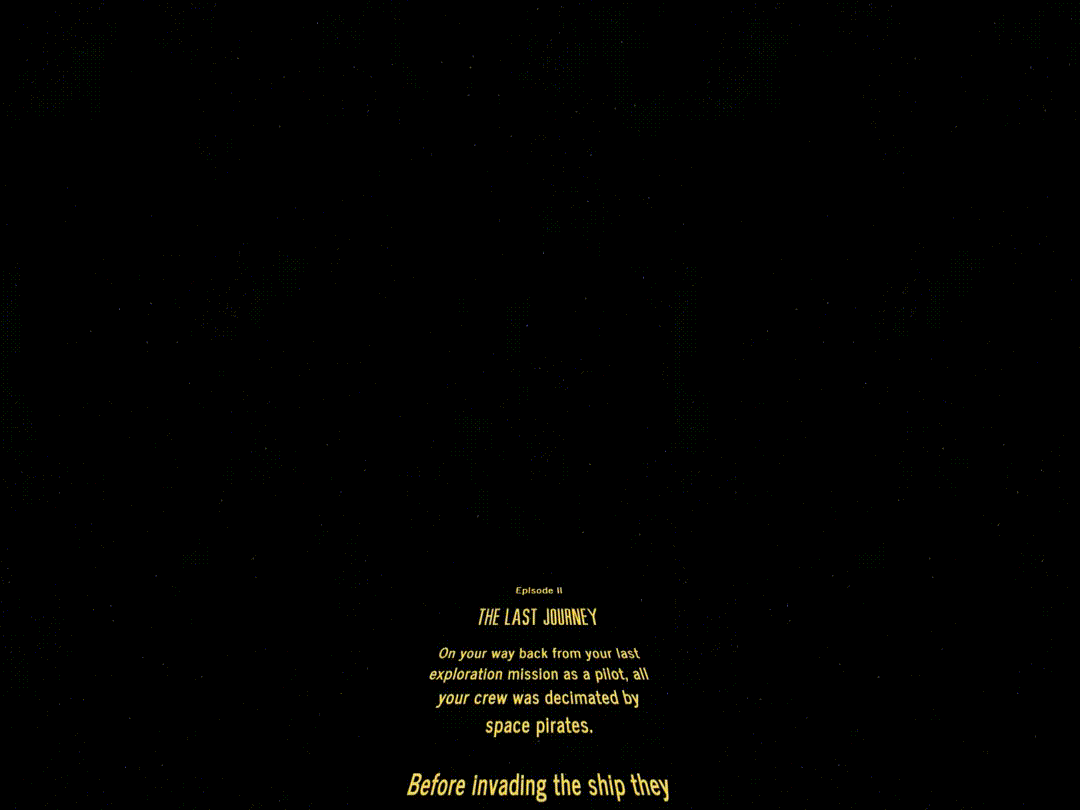 Episode II
THE LAST JOURNEY
On your way back from your last
exploration mission as a pilot, all
your crew was decimated by
space pirates.
Before invading the ship they